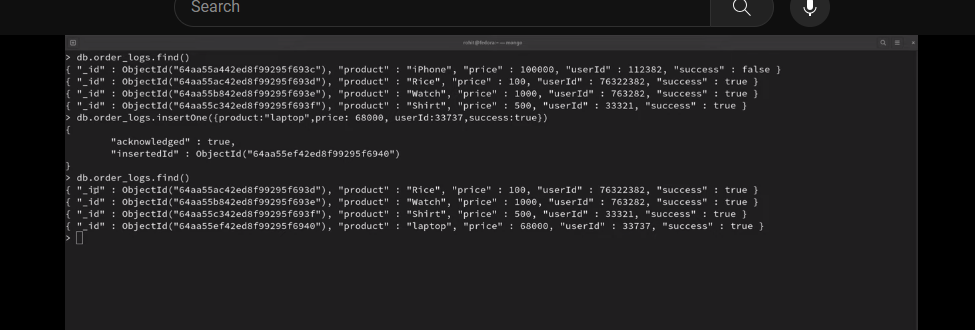 Search
rohit@fedora:~ — mongo
> db.order_logs.find()
{ "_id" : ObjectId("64aa55a442ed8f99295f693c"), "product" : "iPhone", "price" : 100000, "userId" : 112382, "success" : false }
{ "_id" : ObjectId("64aa55ac42ed8f99295f693d"), "product" : "Rice", "price" : 100, "userId" : 76322382, "success" : true }
{ "_id" : ObjectId("64aa55b842ed8f99295f693e"), "product" : "Watch", "price" : 1000, "userId" : 763282, "success" : true }
{ "_id" : ObjectId("64aa55c342ed8f99295f693f"), "product" : "Shirt", "price" : 500, "userId" : 33321, "success" : true }
> db.order_logs.insertOne({product:"laptop",price: 68000, userId:33737,success:true})
{
"acknowledged" : true,
"insertedId" : ObjectId("64aa55ef42ed8f99295f6940")
}
> db.order_logs.find()
{ "_id" : ObjectId("64aa55ac42ed8f99295f693d"), "product" : "Rice", "price" : 100, "userId" : 76322382, "success" : true }
{ "_id" : ObjectId("64aa55b842ed8f99295f693e"), "product" : "Watch", "price" : 1000, "userId" : 763282, "success" : true }
{ "_id" : ObjectId("64aa55c342ed8f99295f693f"), "product" : "Shirt", "price" : 500, "userId" : 33321, "success" : true }
{ "_id" : ObjectId("64aa55ef42ed8f99295f6940"), "product" : "laptop", "price" : 68000, "userId" : 33737, "success" : true }
>